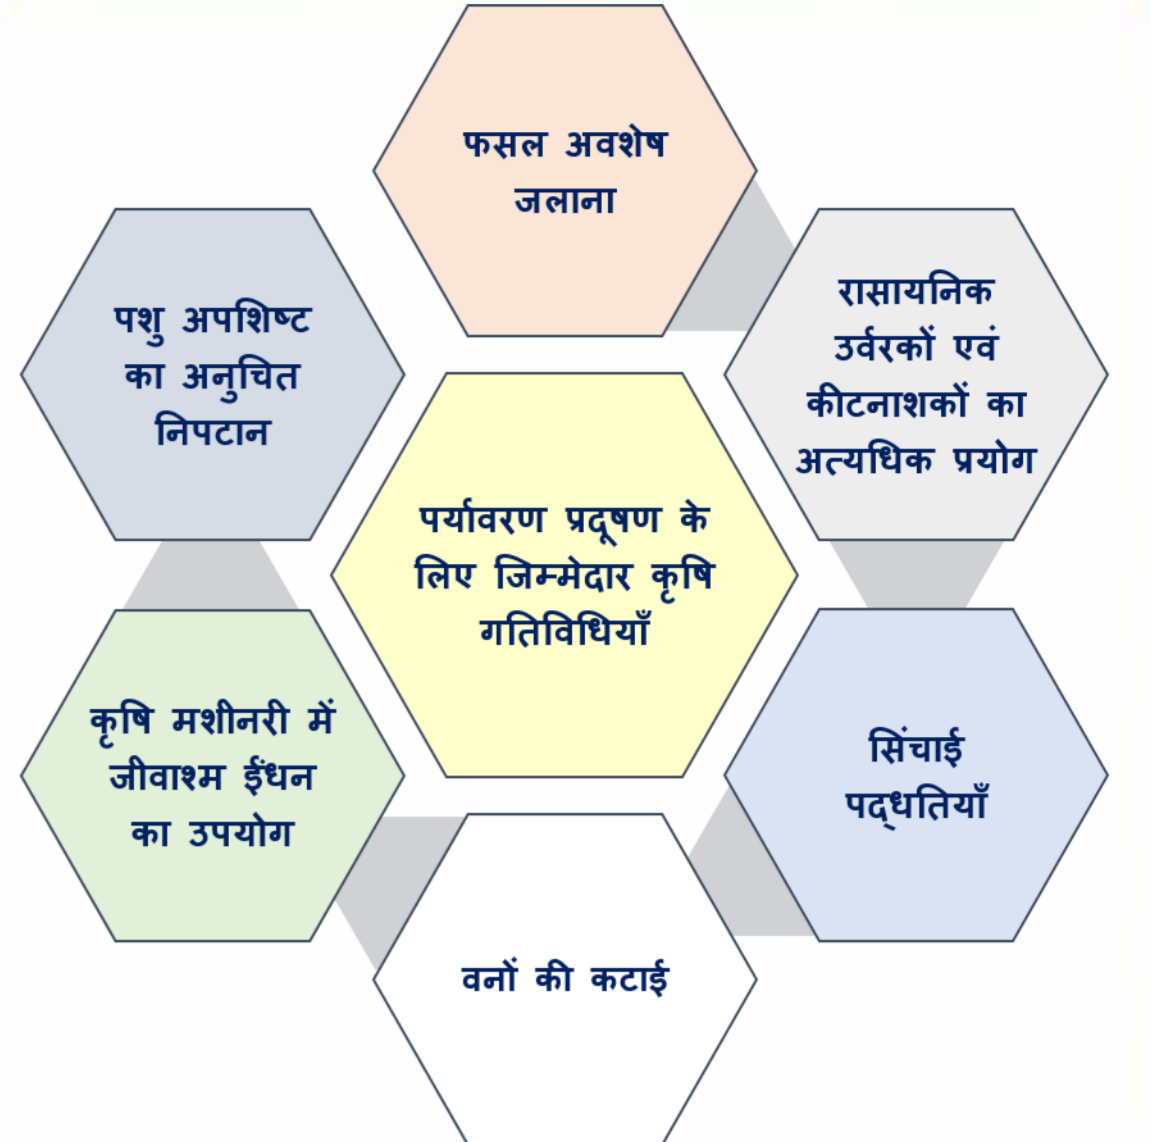 फसल अवशेष
जलाना
रासायनिक
उर्वरकों एवं
कीटनाशकों का
अत्यधिक प्रयोग
सिंचाई
पद्धतियाँ
वनों की कटाई
कृषि मशीनरी में
जीवाश्म ईंधन
का उपयोग
पशु अपशिष्ट
का अनुचित
निपटान
पर्यावरण प्रदूषण के
लिए जिम्मेदार कृषि
गतिविधियाँ